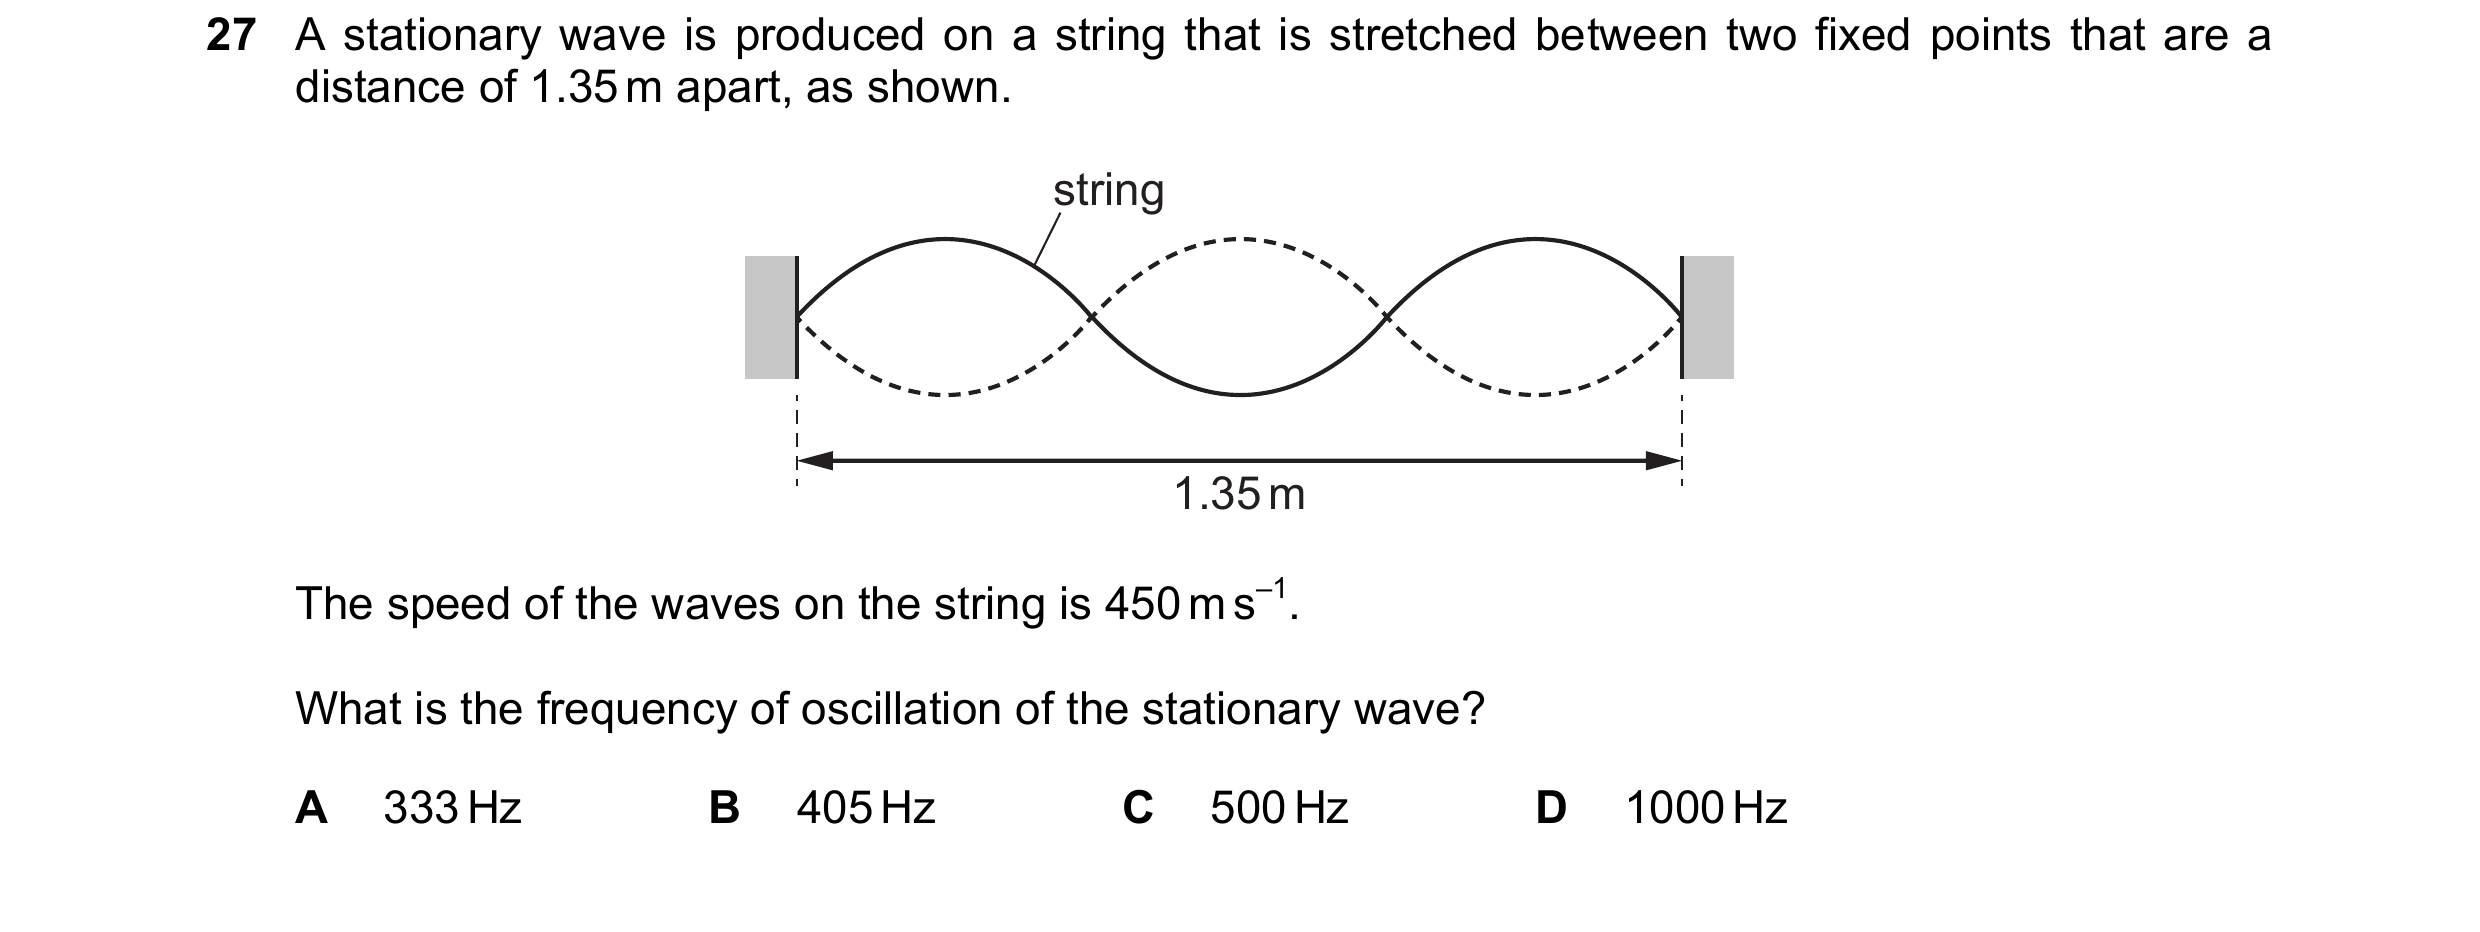 27 A stationary wave is produced on a string that is stretched between two fixed points that are a
distance of 1.35 m apart, as shown.
string
1.35 m
The speed of the waves on the string is 450 m s⁻¹.
What is the frequency of oscillation of the stationary wave?
A 333 Hz B 405 Hz C 500 Hz D 1000 Hz